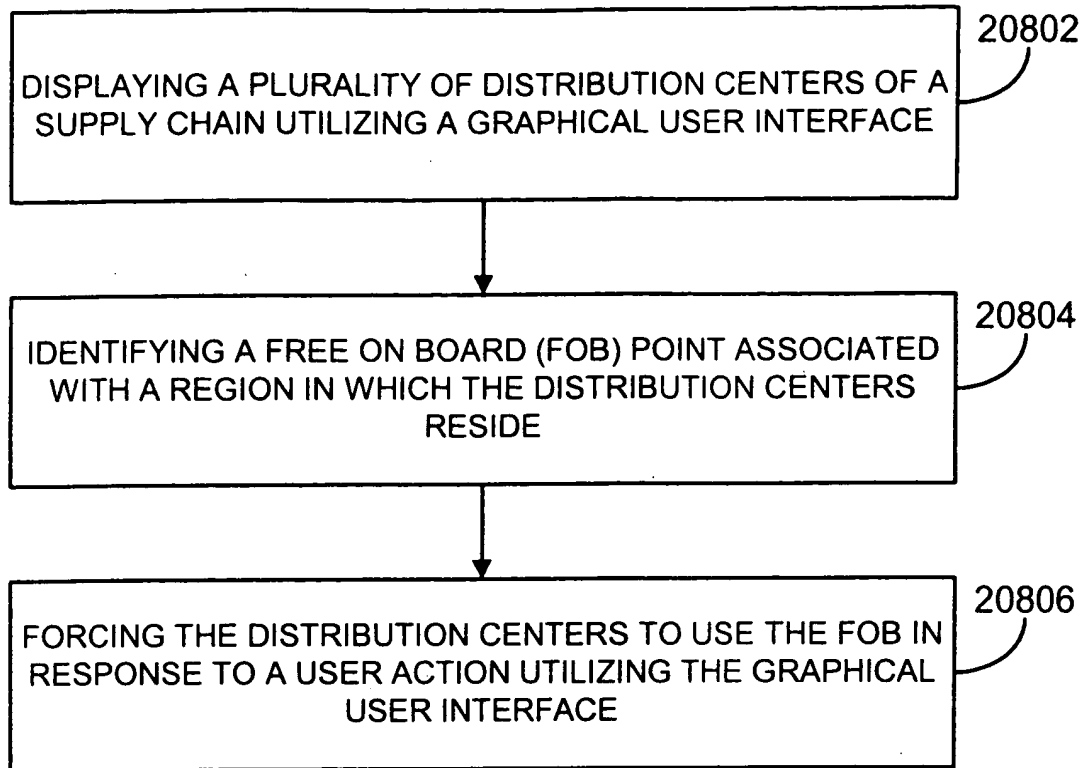 20802
DISPLAYING A PLURALITY OF DISTRIBUTION CENTERS OF A
SUPPLY CHAIN UTILIZING A GRAPHICAL USER INTERFACE
20804
IDENTIFYING A FREE ON BOARD (FOB) POINT ASSOCIATED
WITH A REGION IN WHICH THE DISTRIBUTION CENTERS
RESIDE
20806
FORCING THE DISTRIBUTION CENTERS TO USE THE FOB IN
RESPONSE TO A USER ACTION UTILIZING THE GRAPHICAL
USER INTERFACE